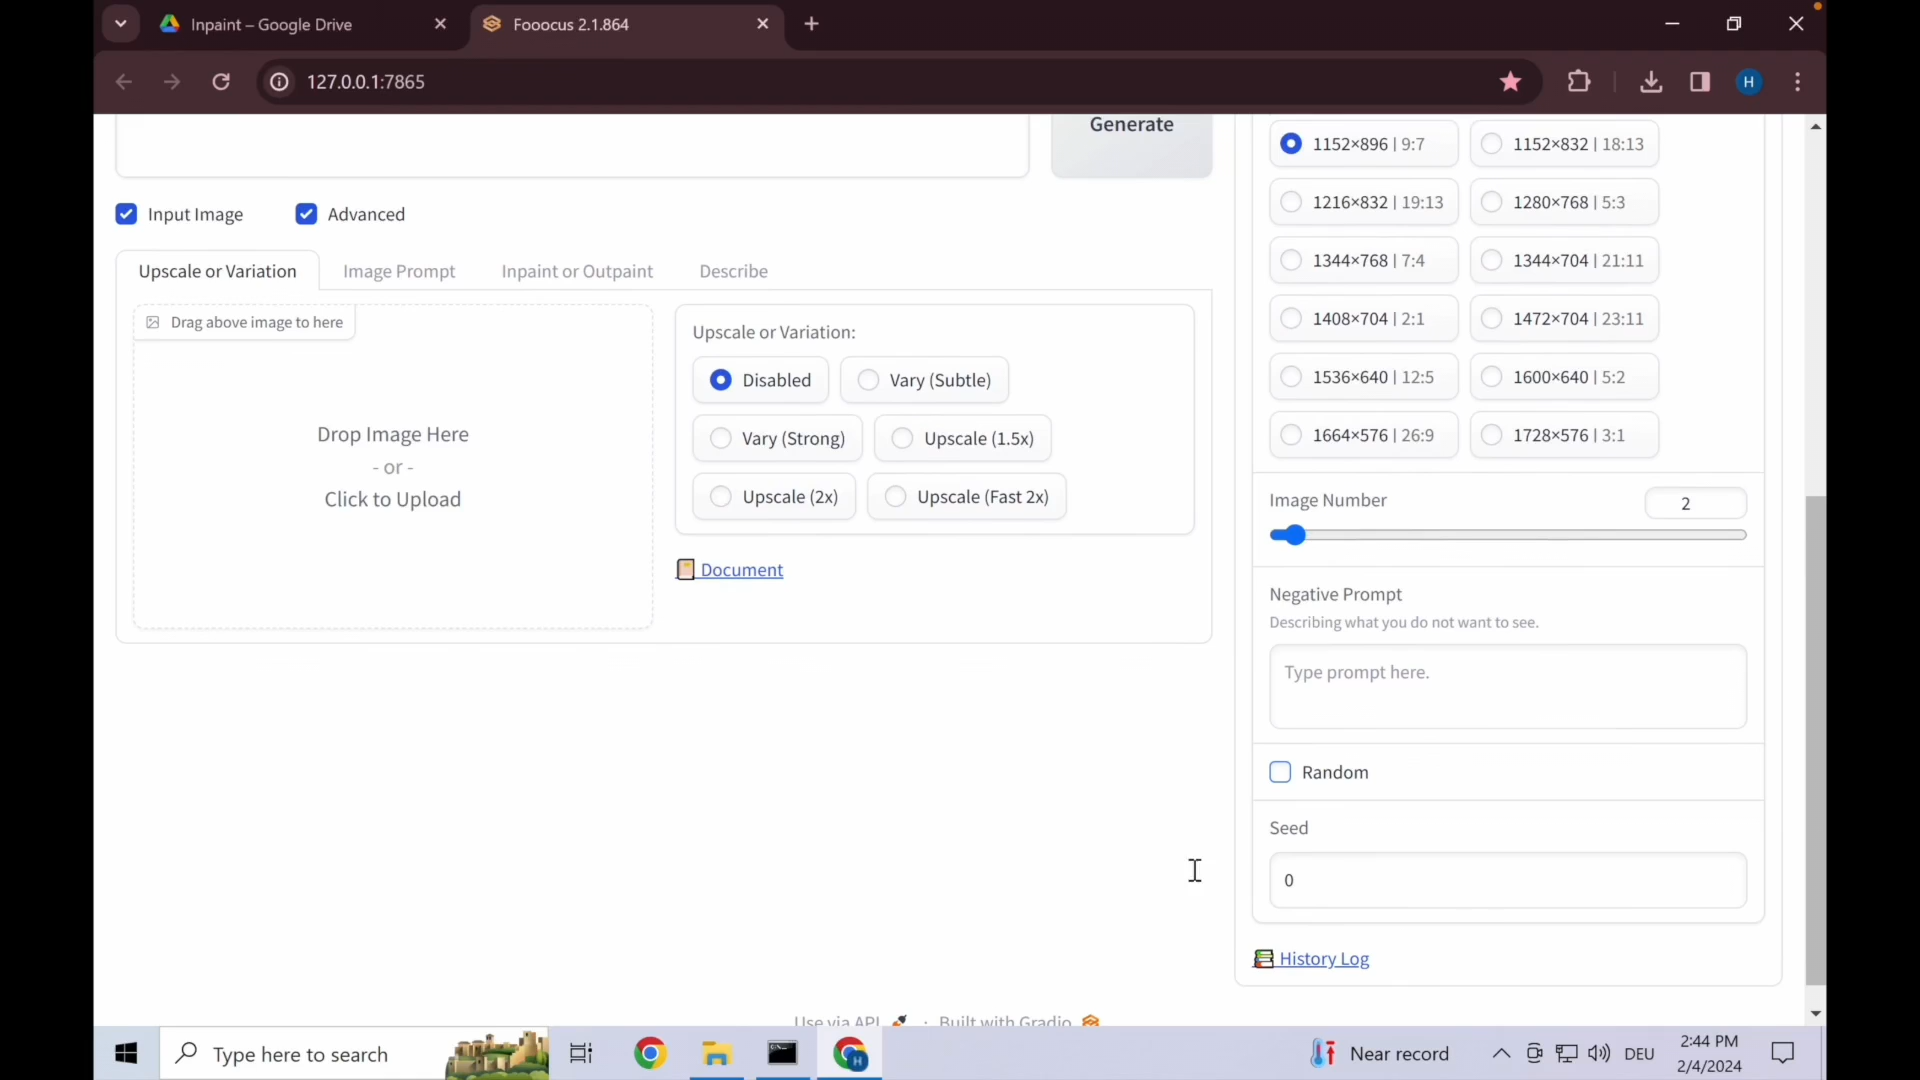 Inpaint – Google Drive
Fooocus 2.1.864
127.0.0.1:7865
H
Generate
Input Image
Advanced
Upscale or Variation
Image Prompt
Inpaint or Outpaint
Describe
Drag above image to here
Drop Image Here
- or -
Click to Upload
Upscale or Variation:
Disabled
Vary (Subtle)
Vary (Strong)
Upscale (1.5x)
Upscale (2x)
Upscale (Fast 2x)
Document
1152×896 | 9:7
1152×832 | 18:13
1216×832 | 19:13
1280×768 | 5:3
1344×768 | 7:4
1344×704 | 21:11
1408×704 | 2:1
1472×704 | 23:11
1536×640 | 12:5
1600×640 | 5:2
1664×576 | 26:9
1728×576 | 3:1
Image Number
2
Negative Prompt
Describing what you do not want to see.
Type prompt here.
Random
Seed
0
History Log
Use via API · Built with Gradio
Type here to search
H
Near record
DEU
2:44 PM
2/4/2024